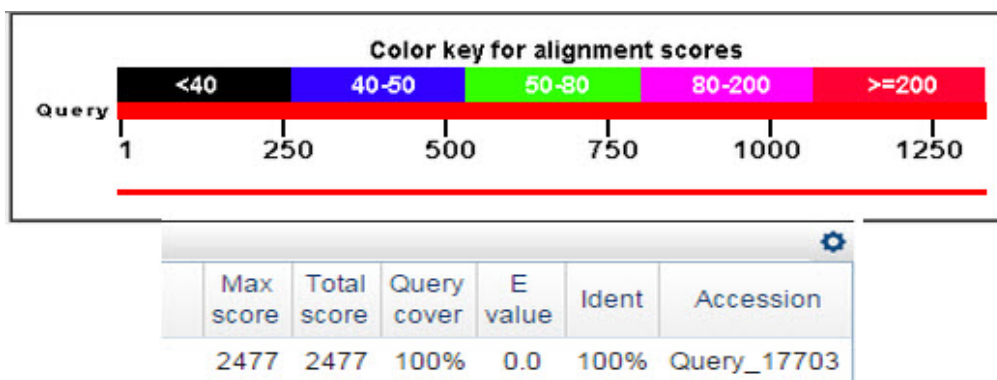 Color key for alignment scores
<40 40-50 50-80 80-200 >=200
Query
1 250 500 750 1000 1250
Max score Total score Query cover E value Ident Accession
2477 2477 100% 0.0 100% Query_17703